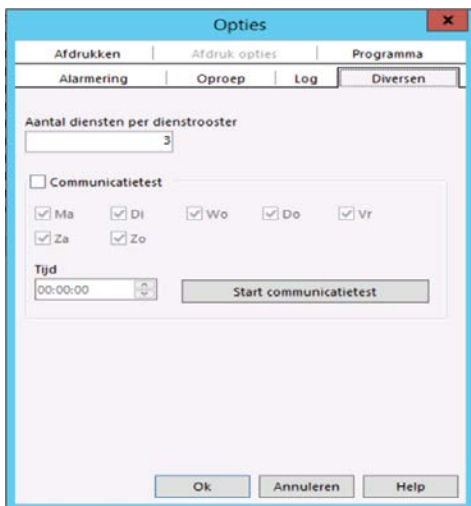 Opties
Afdrukken Afdruk opties Programma
Alarmering Oproep Log Diversen
Aantal diensten per dienstrooster
3
Communicatietest
Ma Di Wo Do Vr
Za Zo
Tijd
00:00:00 Start communicatietest
Ok Annuleren Help